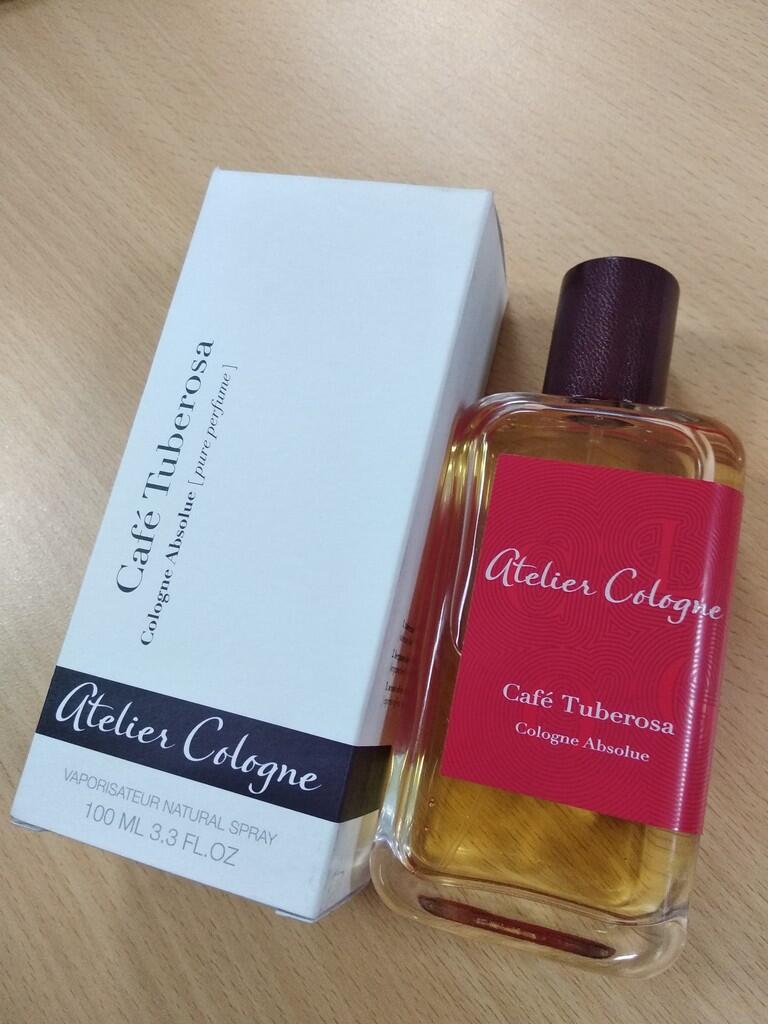 Café Tuberosa
Cologne Absolue [pure perfume]
Atelier Cologne
VAPORISATEUR NATURAL SPRAY
100 ML 3.3 FL.OZ
Atelier Cologne
Café Tuberosa
Cologne Absolue